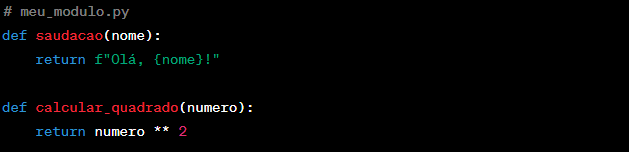 # meu_modulo.py
def saudacao(nome):
    return f"Olá, {nome}!"

def calcular_quadrado(numero):
    return numero ** 2